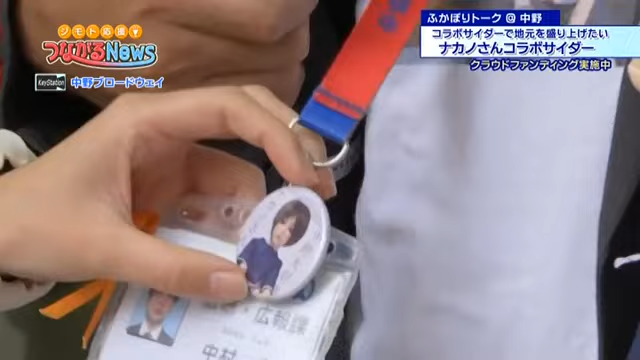 ジモト応援
つながるNews
KeyStation 中野ブロードウェイ
ふかぼりトーク@中野
コラボサイダーで地元を盛り上げたい
ナカノさんコラボサイダー
クラウドファンディング実施中
広報課
中村